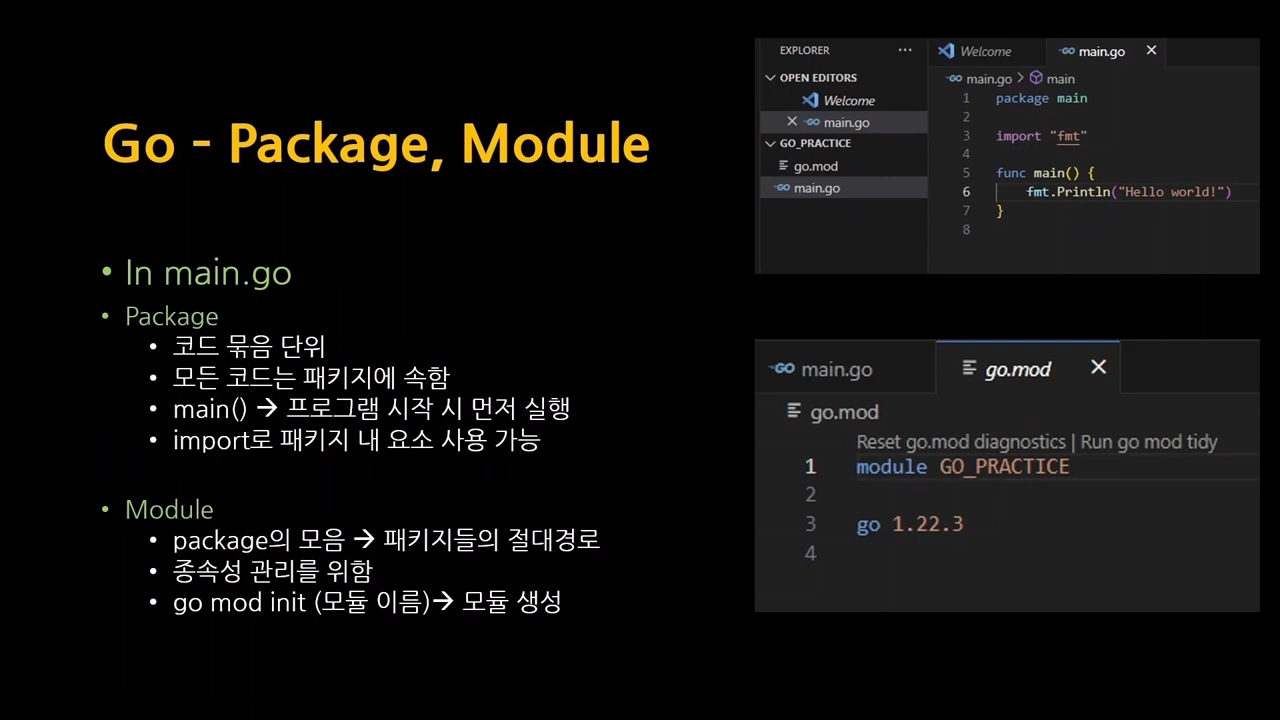 Go - Package, Module
• In main.go
• Package
• 코드 묶음 단위
• 모든 코드는 패키지에 속함
• main() → 프로그램 시작 시 먼저 실행
• import로 패키지 내 요소 사용 가능
• Module
• package의 모음 → 패키지들의 절대경로
• 종속성 관리를 위함
• go mod init (모듈 이름)→ 모듈 생성
EXPLORER ···
OPEN EDITORS
Welcome
main.go
GO_PRACTICE
go.mod
main.go
Welcome main.go
main.go > main
1 package main
2
3 import "fmt"
4
5 func main() {
6 fmt.Println("Hello world!")
7 }
8
main.go go.mod
go.mod
Reset go.mod diagnostics | Run go mod tidy
1 module GO_PRACTICE
2
3 go 1.22.3
4